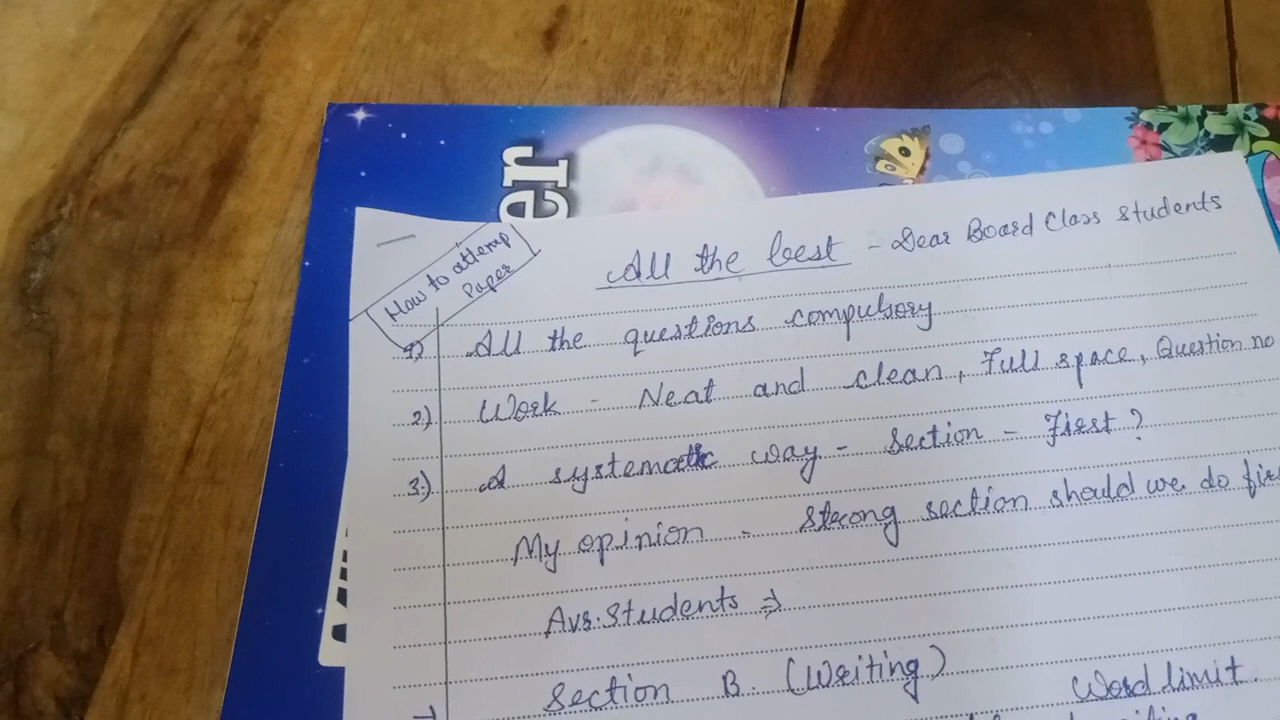 er
How to attemp
Paper
All the best - Dear Board Class students
1) All the questions compulsory
2.) Work - Neat and clean, Full space, Question no
3.) A systematic way - Section - First?
My opinion - Strong section should we do
Avg. Students ⇒
Section B. (Writing)
Word limit.